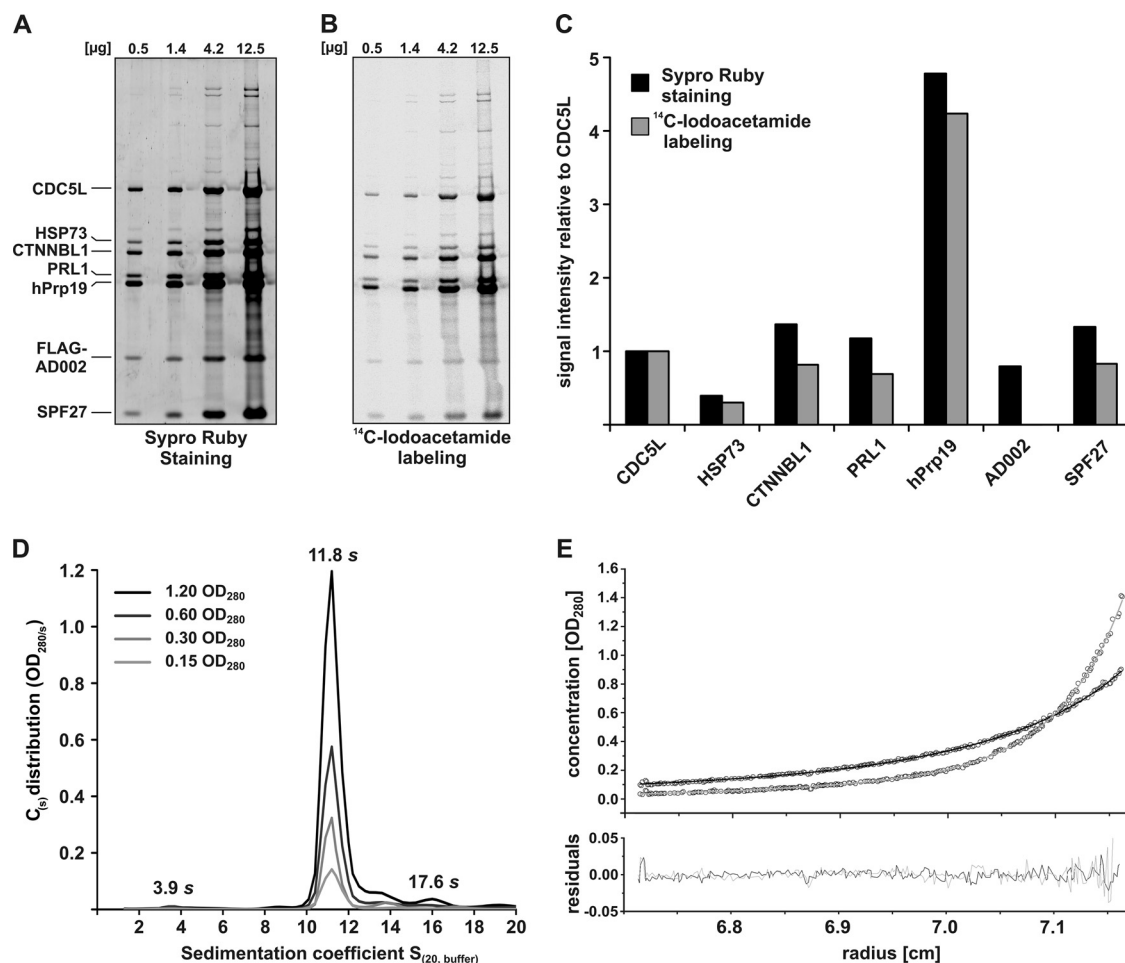 A
[µg] 0.5 1.4 4.2 12.5
CDC5L
HSP73
CTNNBL1
PRL1
hPrp19
FLAG-
AD002
SPF27
Sypro Ruby
Staining
B
[µg] 0.5 1.4 4.2 12.5
14C-Iodoacetamide
labeling
C
signal intensity relative to CDC5L
5
4
3
2
1
Sypro Ruby
staining
14C-Iodoacetamide
labeling
CDC5L
HSP73
CTNNBL1
PRL1
hPrp19
AD002
SPF27
D
C(s) distribution (OD280/s)
1.2
1.0
0.8
0.6
0.4
0.2
11.8 s
1.20 OD280
0.60 OD280
0.30 OD280
0.15 OD280
3.9 s
17.6 s
2 4 6 8 10 12 14 16 18 20
Sedimentation coefficient S(20, buffer)
E
concentration [OD280]
1.6
1.4
1.2
1.0
0.8
0.6
0.4
0.2
0.0
residuals
0.05
0.00
-0.05
6.8 6.9 7.0 7.1
radius [cm]